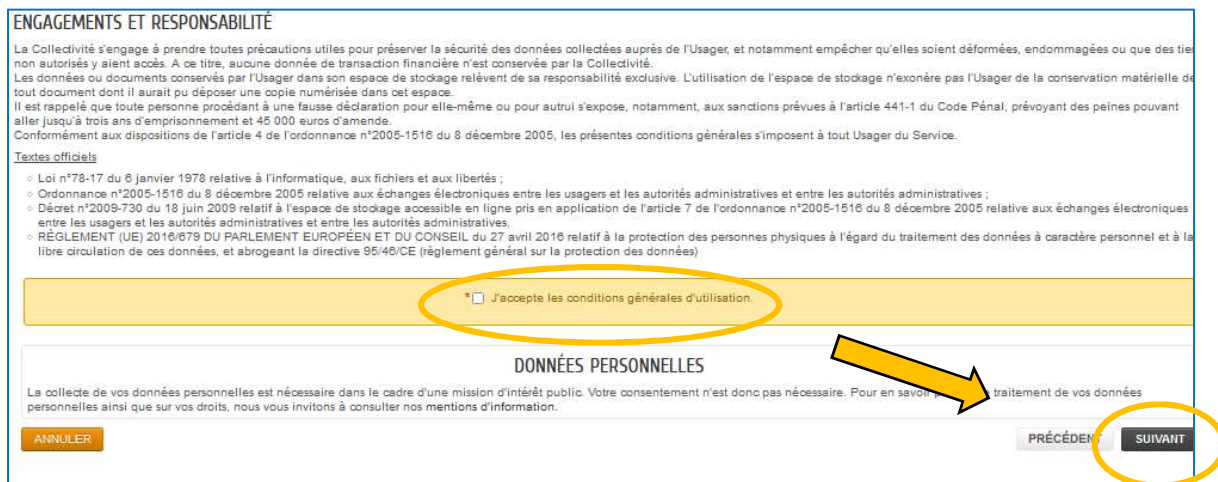 ENGAGEMENTS ET RESPONSABILITÉ
La Collectivité s'engage à prendre toutes précautions utiles pour préserver la sécurité des données collectées auprès de l'Usager, et notamment empêcher qu'elles soient déformées, endommagées ou que des tie
non autorisés y aient accès. A ce titre, aucune donnée de transaction financière n'est conservée par la Collectivité.
Les données ou documents conservés par l'Usager dans son espace de stockage relèvent de sa responsabilité exclusive. L'utilisation de l'espace de stockage n'exonère pas l'Usager de la conservation matérielle de
tout document dont il aurait pu déposer une copie numérisée dans cet espace.
Il est rappelé que toute personne procédant à une fausse déclaration pour elle-même ou pour autrui s'expose, notamment, aux sanctions prévues à l'article 441-1 du Code Pénal, prévoyant des peines pouvant
aller jusqu'à trois ans d'emprisonnement et 45 000 euros d'amende.
Conformément aux dispositions de l'article 4 de l'ordonnance n°2005-1516 du 8 décembre 2005, les présentes conditions générales s'imposent à tout Usager du Service.
Textes officiels
◦ Loi n°78-17 du 6 janvier 1978 relative à l'informatique, aux fichiers et aux libertés ;
◦ Ordonnance n°2005-1516 du 8 décembre 2005 relative aux échanges électroniques entre les usagers et les autorités administratives et entre les autorités administratives ;
◦ Décret n°2009-730 du 18 juin 2009 relatif à l'espace de stockage accessible en ligne pris en application de l'article 7 de l'ordonnance n°2005-1516 du 8 décembre 2005 relative aux échanges électroniques
entre les usagers et les autorités administratives et entre les autorités administratives.
◦ RÈGLEMENT (UE) 2016/679 DU PARLEMENT EUROPÉEN ET DU CONSEIL du 27 avril 2016 relatif à la protection des personnes physiques à l'égard du traitement des données à caractère personnel et à la
libre circulation de ces données, et abrogeant la directive 95/46/CE (règlement général sur la protection des données)
* J'accepte les conditions générales d'utilisation.
DONNÉES PERSONNELLES
La collecte de vos données personnelles est nécessaire dans le cadre d'une mission d'intérêt public. Votre consentement n'est donc pas nécessaire. Pour en savoir traitement de vos données
personnelles ainsi que sur vos droits, nous vous invitons à consulter nos mentions d'information.
ANNULER
PRÉCÉDENT
SUIVANT